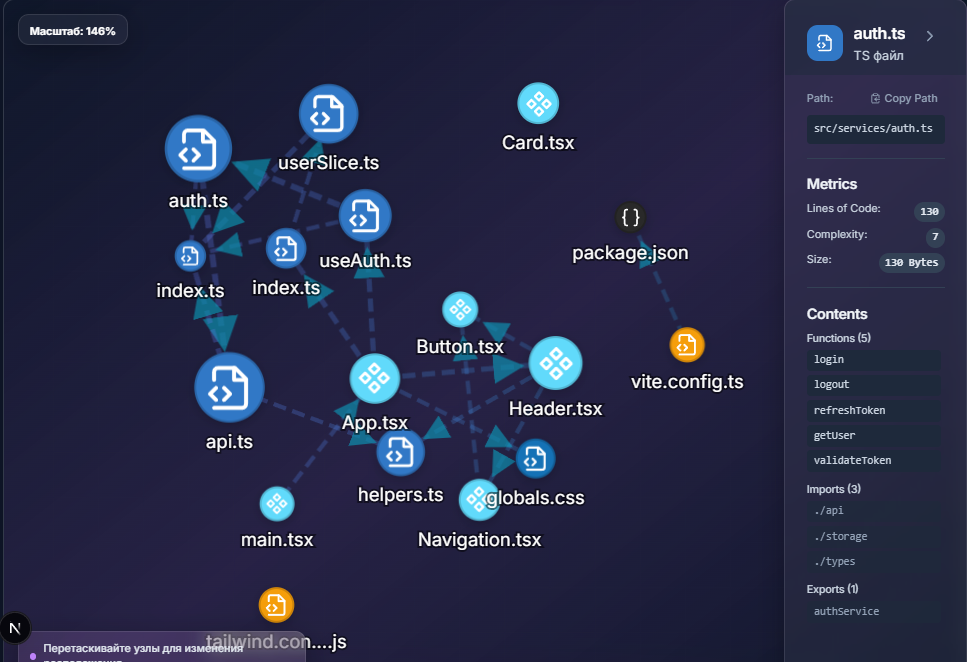 Масштаб: 146%
userSlice.ts
auth.ts
Card.tsx
useAuth.ts
index.ts
index.ts
{ }
package.json
Button.tsx
vite.config.ts
Header.tsx
App.tsx
api.ts
helpers.ts
globals.css
Navigation.tsx
main.tsx
tailwind.con....js
N
Перетаскивайте узлы для изменения
auth.ts
TS файл
Path:
Copy Path
src/services/auth.ts
Metrics
Lines of Code: 130
Complexity: 7
Size: 130 Bytes
Contents
Functions (5)
login
logout
refreshToken
getUser
validateToken
Imports (3)
./api
./storage
./types
Exports (1)
authService